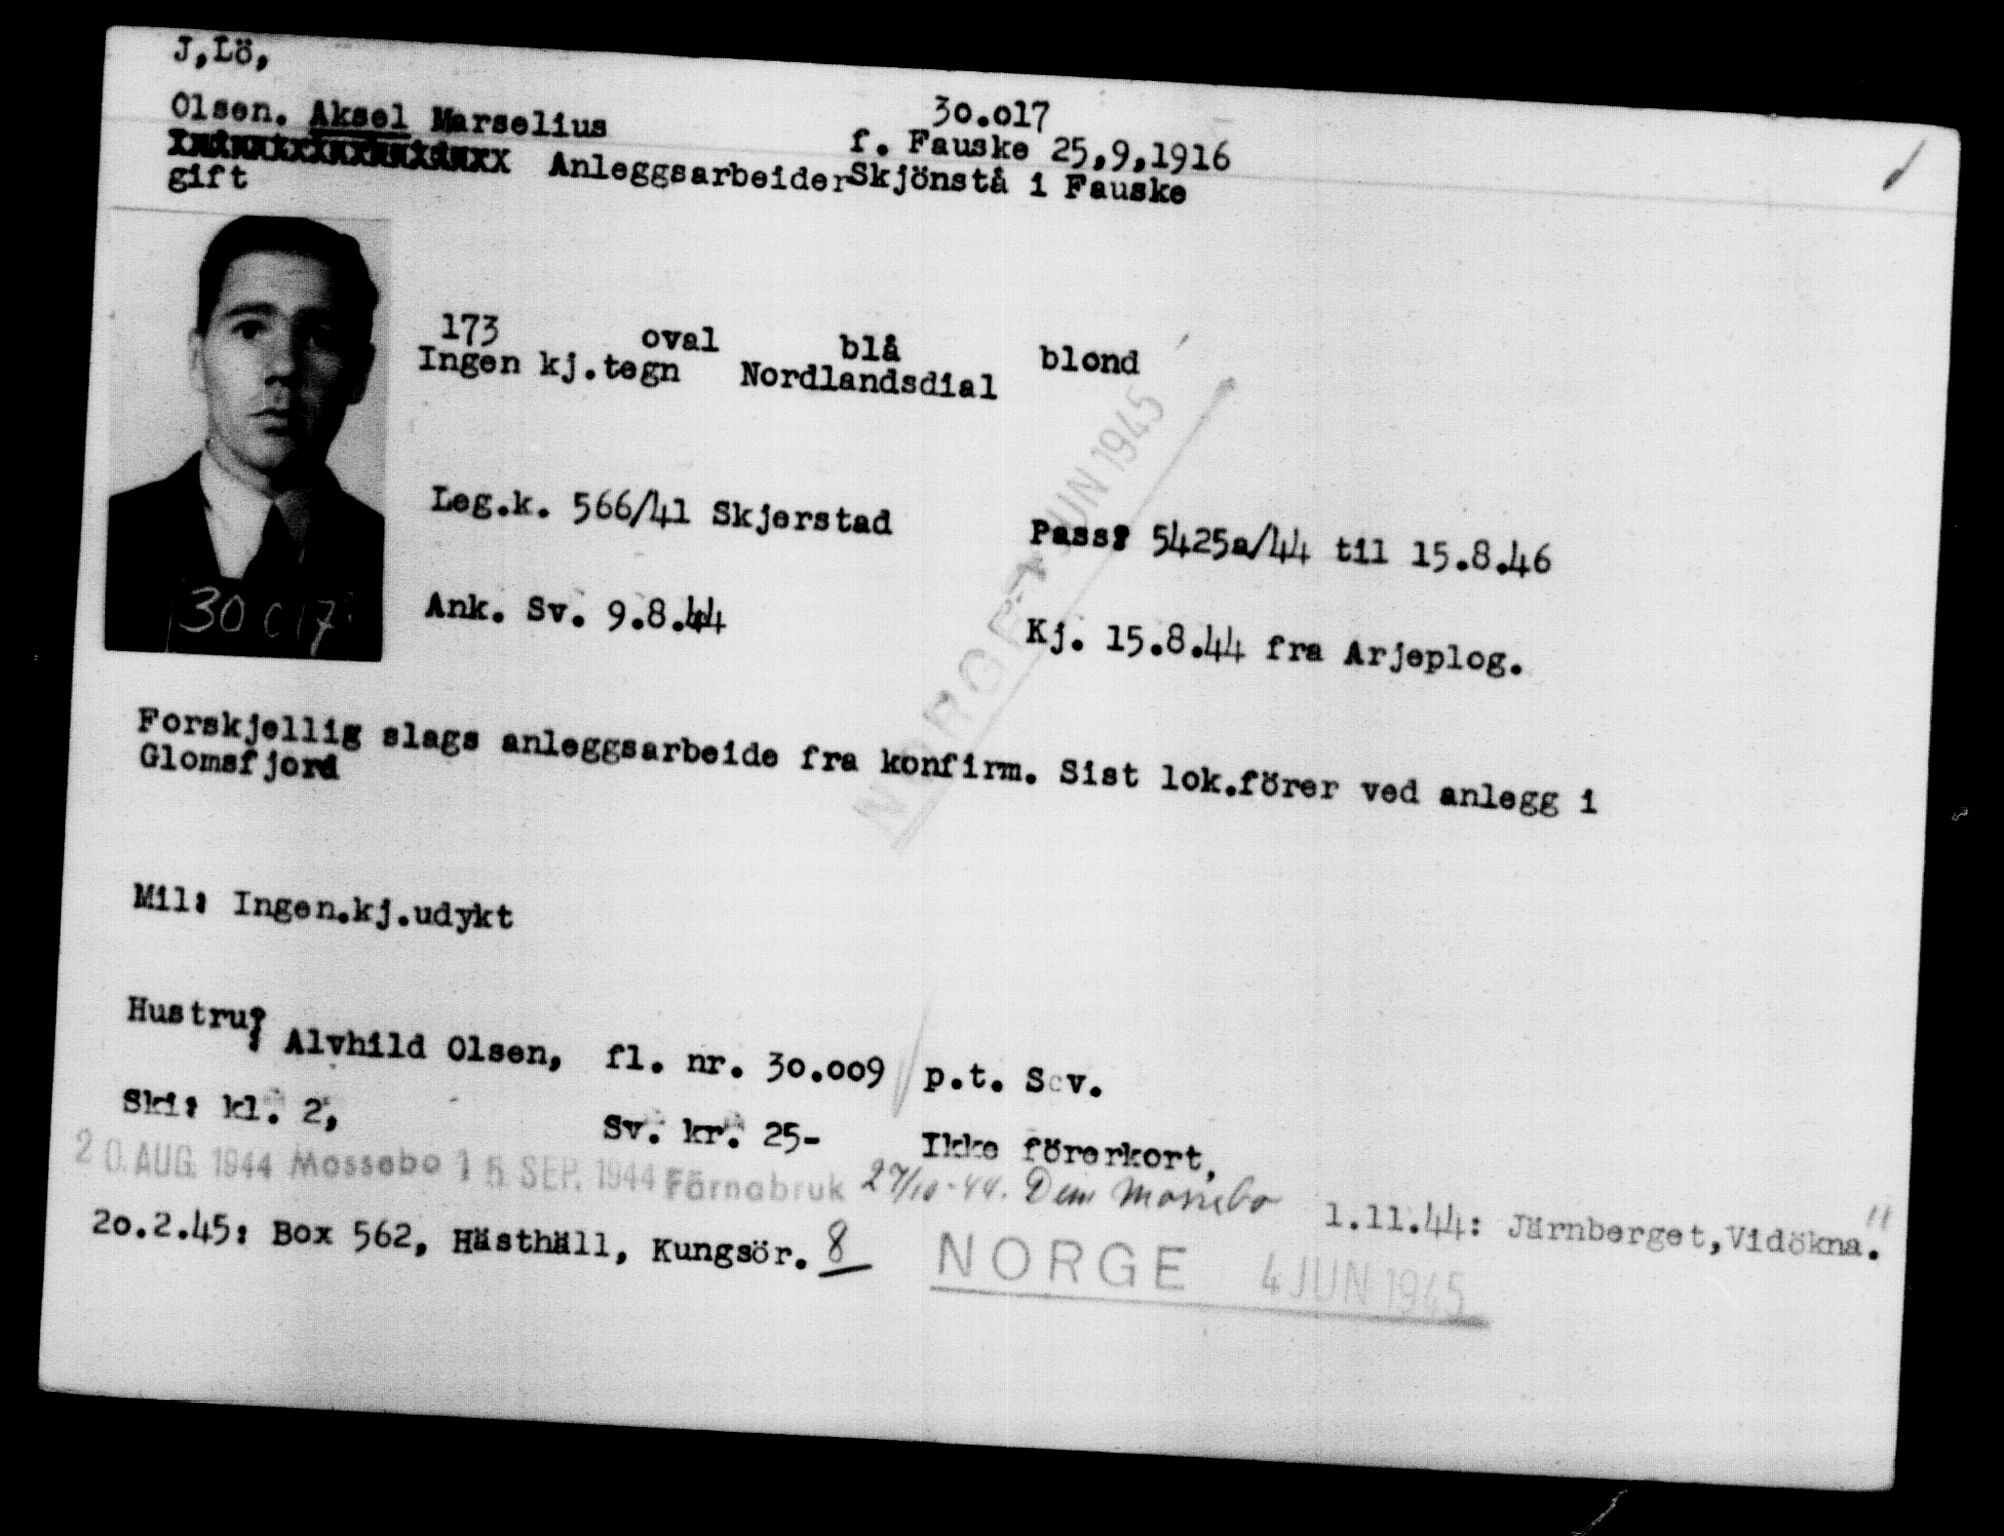 J,Lö,
30.017
Olsen. Aksel Marselius f. Fauske 25,9,1916
Anleggsarbeider Skjönstå i Fauske
gift
173 oval blå blond
Ingen kj.tegn Nordlandsdial
Leg.k. 566/41 Skjerstad Pass: 5425a/44 til 15.8.46
30 017
Ank. Sv. 9.8.44 Kj. 15.8.44 fra Arjeplog.
NORGE JUN 1945
Forskjellig slags anleggsarbeide fra konfirm. Sist lok.förer ved anlegg i
Glomsfjord
Mil: Ingen.kj.udykt
Hustru: Alvhild Olsen, fl. nr. 30.009 p.t. Sv.
Ski: kl. 2, Sv. kr. 25- Ikke förerkort,
20. AUG. 1944 Mossebo 15. SEP. 1944 Förnabruk 27/10-44. Mossebo 1.11.44: Järnberget,Vidökna."
20.2.45: Box 562, Hästhäll, Kungsör. 8
NORGE 4 JUN 1945